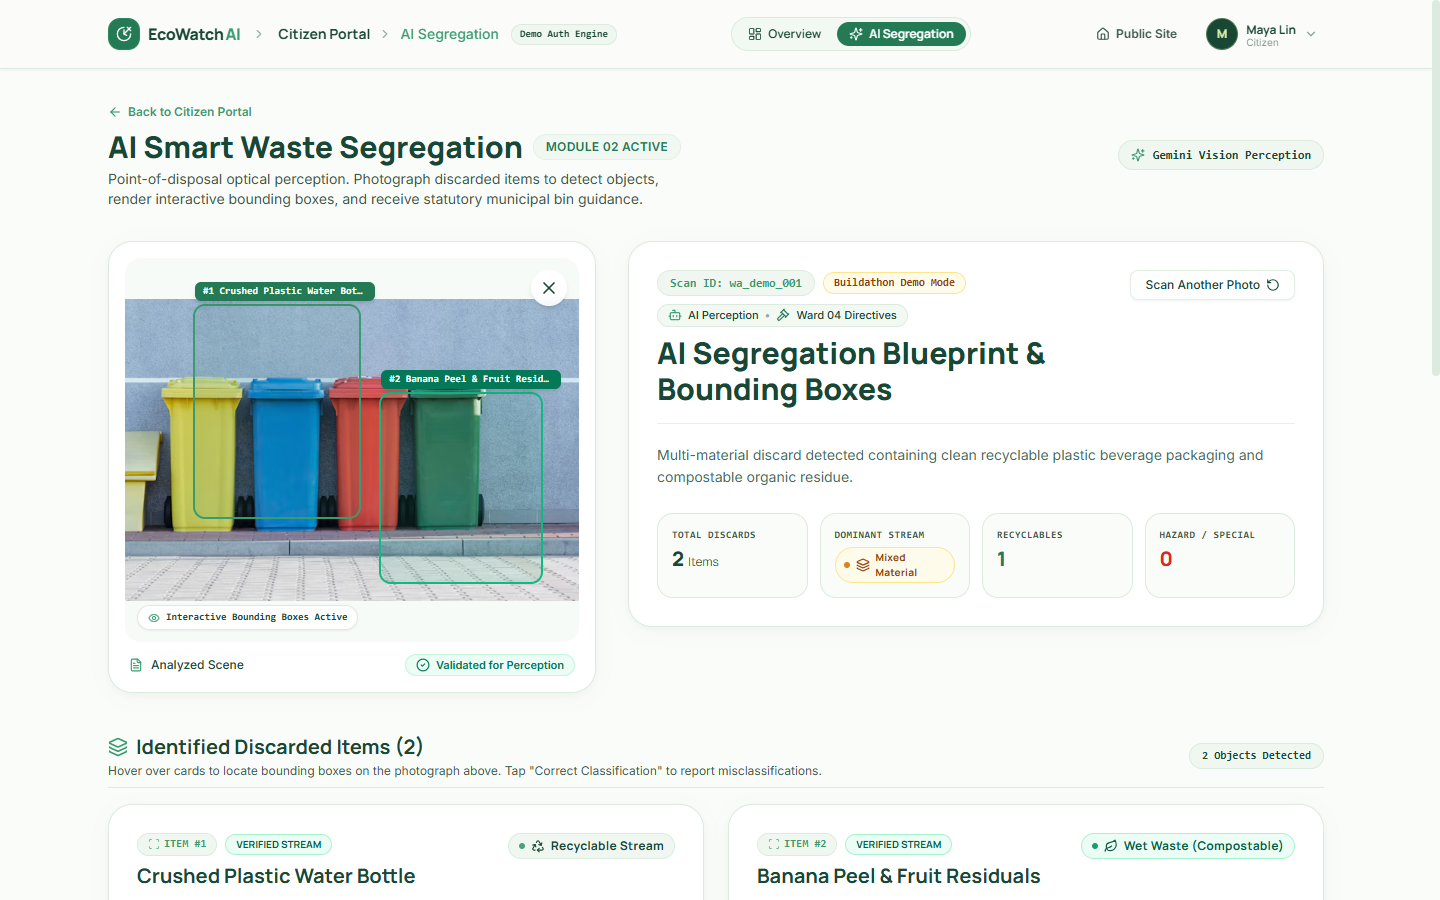 EcoWatch AI
Citizen Portal
AI Segregation
Demo Auth Engine
Overview
AI Segregation
Public Site
M
Maya Lin
Citizen
Back to Citizen Portal
AI Smart Waste Segregation
MODULE 02 ACTIVE
Gemini Vision Perception
Point-of-disposal optical perception. Photograph discarded items to detect objects,
render interactive bounding boxes, and receive statutory municipal bin guidance.
#1 Crushed Plastic Water Bot…
#2 Banana Peel & Fruit Resid…
Interactive Bounding Boxes Active
Analyzed Scene
Validated for Perception
Scan ID: wa_demo_001
Buildathon Demo Mode
Scan Another Photo
AI Perception • Ward 04 Directives
AI Segregation Blueprint &
Bounding Boxes
Multi-material discard detected containing clean recyclable plastic beverage packaging and
compostable organic residue.
TOTAL DISCARDS
2 Items
DOMINANT STREAM
Mixed
Material
RECYCLABLES
1
HAZARD / SPECIAL
0
Identified Discarded Items (2)
Hover over cards to locate bounding boxes on the photograph above. Tap "Correct Classification" to report misclassifications.
2 Objects Detected
ITEM #1
VERIFIED STREAM
Recyclable Stream
Crushed Plastic Water Bottle
ITEM #2
VERIFIED STREAM
Wet Waste (Compostable)
Banana Peel & Fruit Residuals